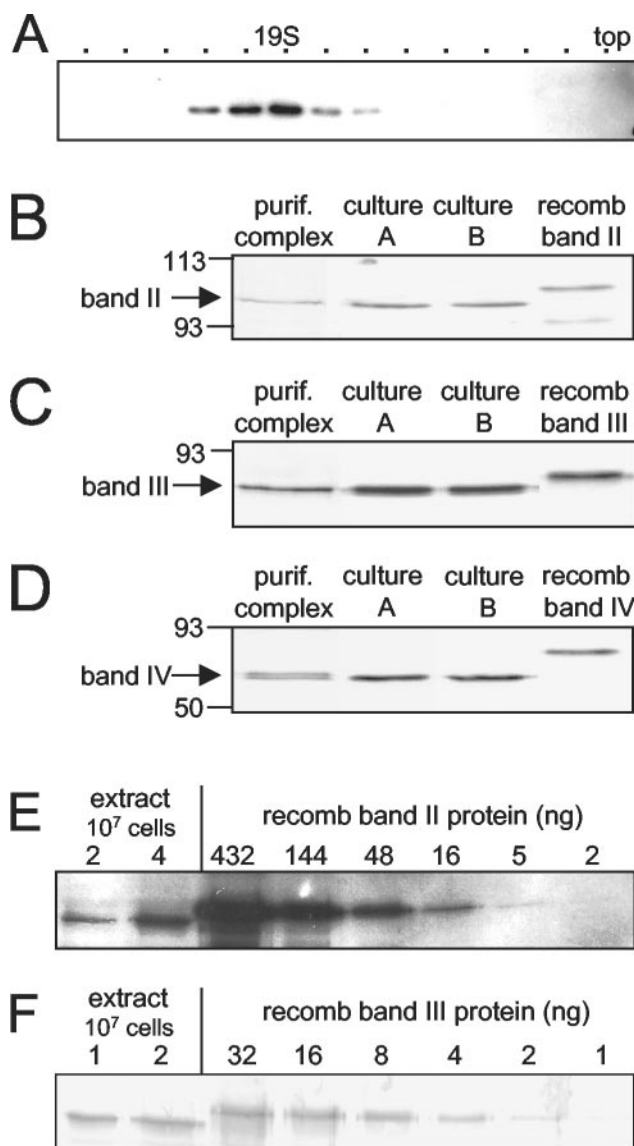 A
19S top
B
purif. culture culture recomb
complex A B band II
113
band II
93
C
purif. culture culture recomb
complex A B band III
93
band III
D
purif. culture culture recomb
complex A B band IV
93
band IV
50
E
extract recomb band II protein (ng)
10⁷ cells
2 4 432 144 48 16 5 2
F
extract recomb band III protein (ng)
10⁷ cells
1 2 32 16 8 4 2 1